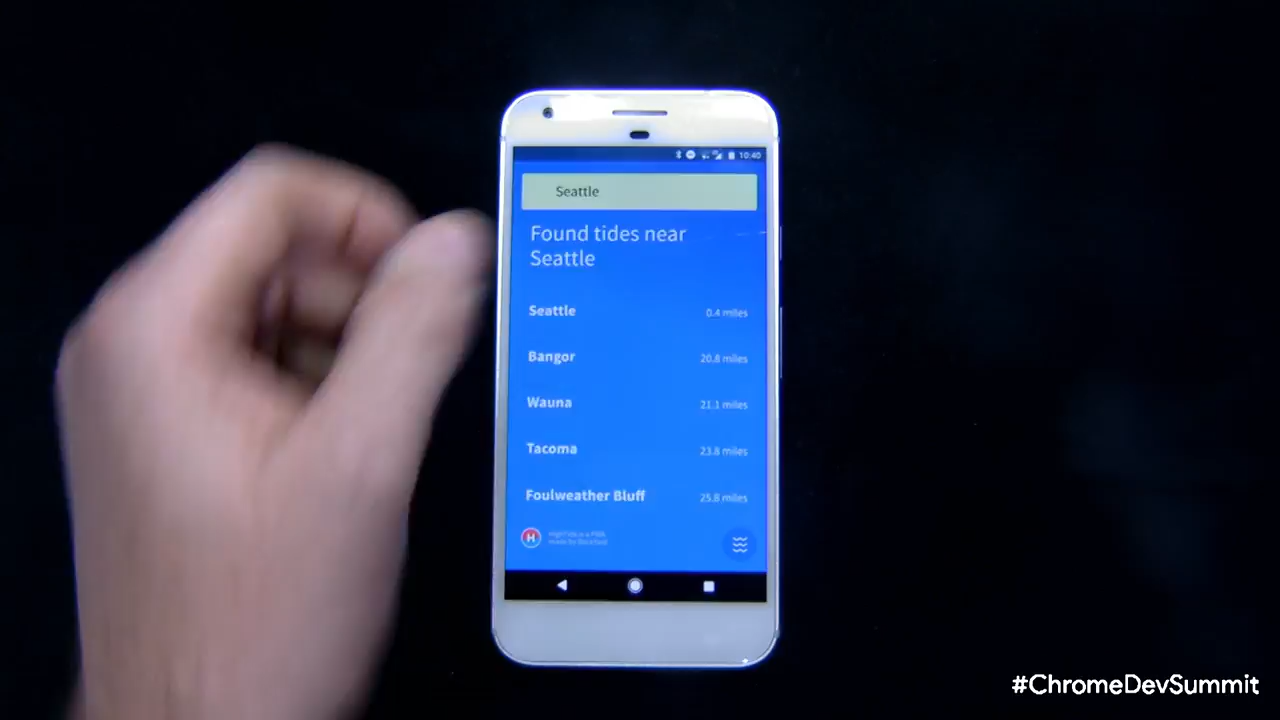 10:40
Seattle
Found tides near
Seattle
Seattle 0.4 miles
Bangor 20.8 miles
Wauna 21.1 miles
Tacoma 23.8 miles
Foulweather Bluff 25.8 miles
H
#ChromeDevSummit